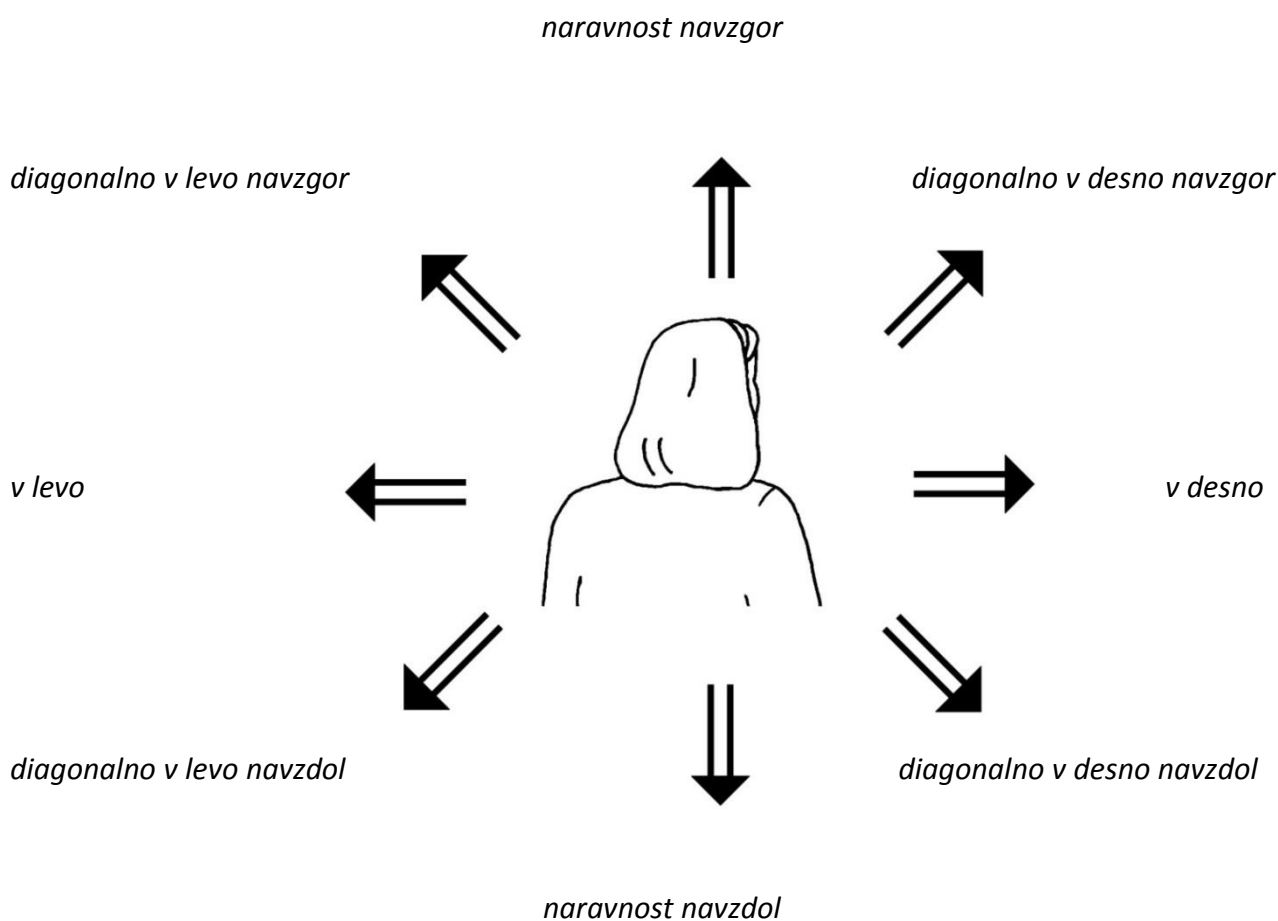 naravnost navzgor
diagonalno v levo navzgor
diagonalno v desno navzgor
v levo
v desno
diagonalno v levo navzdol
diagonalno v desno navzdol
naravnost navzdol